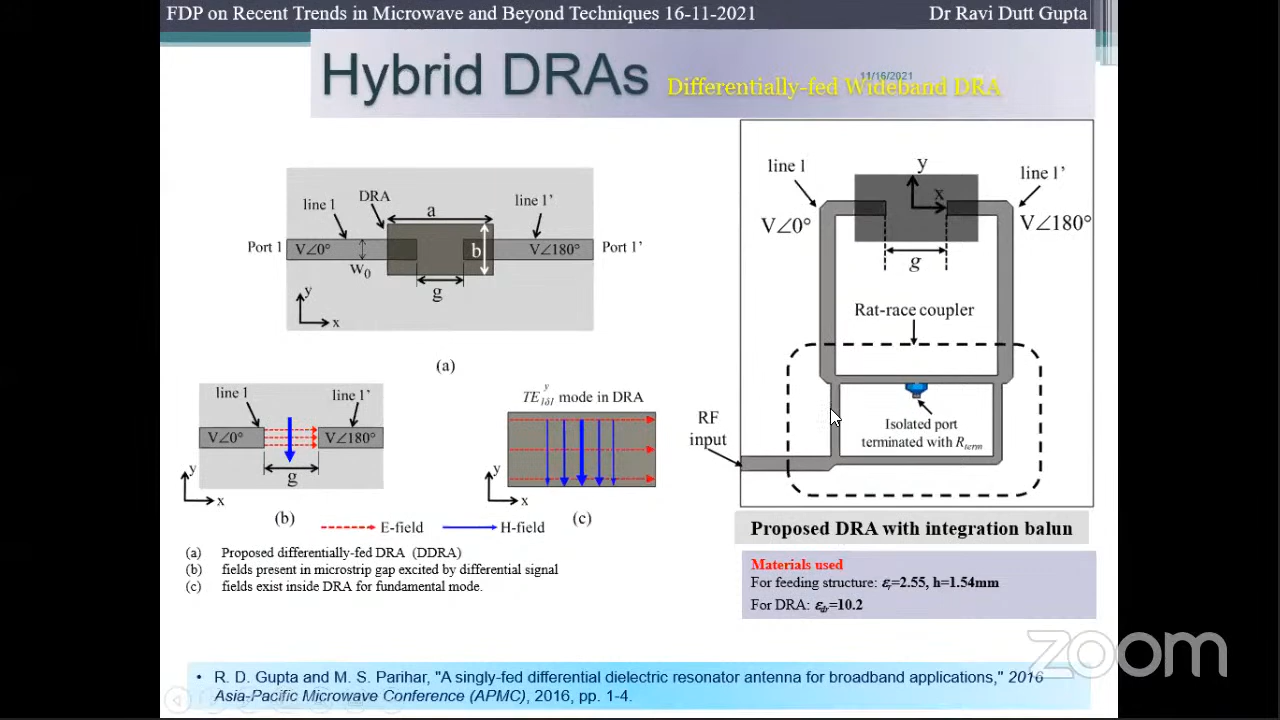 FDP on Recent Trends in Microwave and Beyond Techniques 16-11-2021
Dr Ravi Dutt Gupta
Hybrid DRAs
Differentially-fed Wideband DRA
11/16/2021
line 1
DRA
a
line 1’
Port 1
V∠0°
w0
b
V∠180°
Port 1’
g
y
x
(a)
line 1
line 1’
V∠0°
V∠180°
g
y
x
(b)
TE y 1δ1 mode in DRA
y
x
(c)
E-field
H-field
(a) Proposed differentially-fed DRA (DDRA)
(b) fields present in microstrip gap excited by differential signal
(c) fields exist inside DRA for fundamental mode.
line 1
y
x
line 1’
V∠0°
V∠180°
g
Rat-race coupler
RF
input
Isolated port
terminated with Rterm
Proposed DRA with integration balun
Materials used
For feeding structure: εr=2.55, h=1.54mm
For DRA: εdr=10.2
zoom
• R. D. Gupta and M. S. Parihar, "A singly-fed differential dielectric resonator antenna for broadband applications," 2016
Asia-Pacific Microwave Conference (APMC), 2016, pp. 1-4.